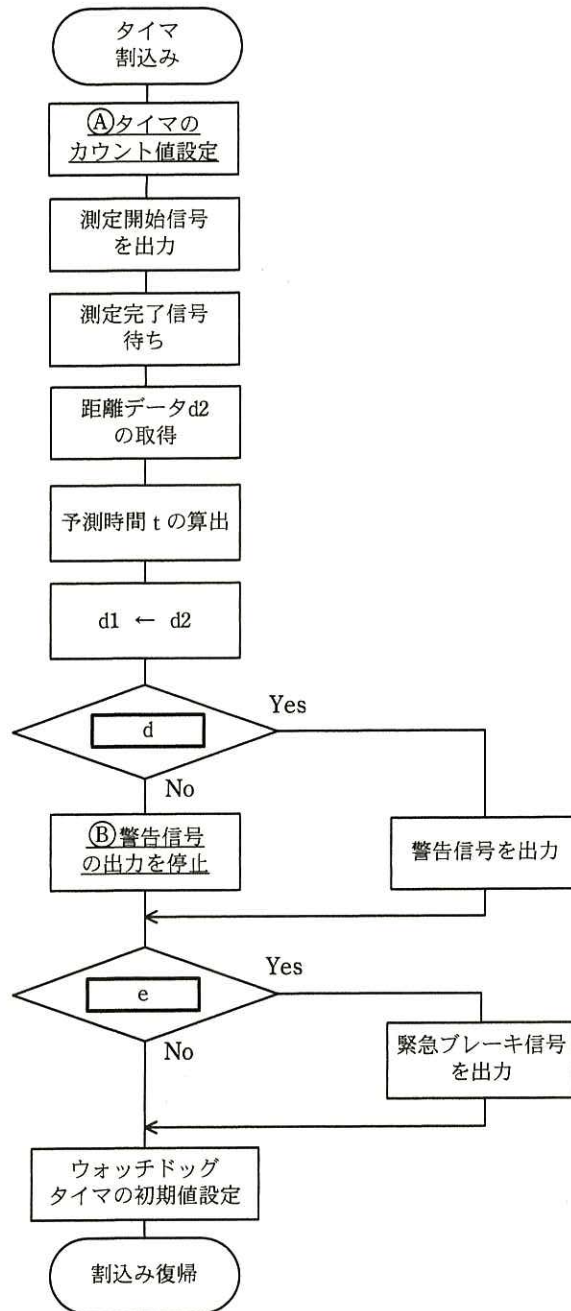 タイマ
割込み
Ⓐタイマの
カウント値設定
測定開始信号
を出力
測定完了信号
待ち
距離データd2
の取得
予測時間 t の算出
d1 ← d2
d
Yes
No
Ⓑ警告信号
の出力を停止
警告信号を出力
e
Yes
No
緊急ブレーキ信号
を出力
ウォッチドッグ
タイマの初期値設定
割込み復帰